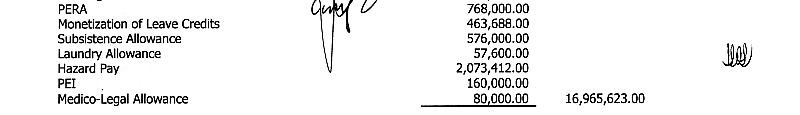 PERA 768,000.00
Monetization of Leave Credits 463,688.00
Subsistence Allowance 576,000.00
Laundry Allowance 57,600.00
Hazard Pay 2,073,412.00
PEI 160,000.00
Medico-Legal Allowance 80,000.00 16,965,623.00